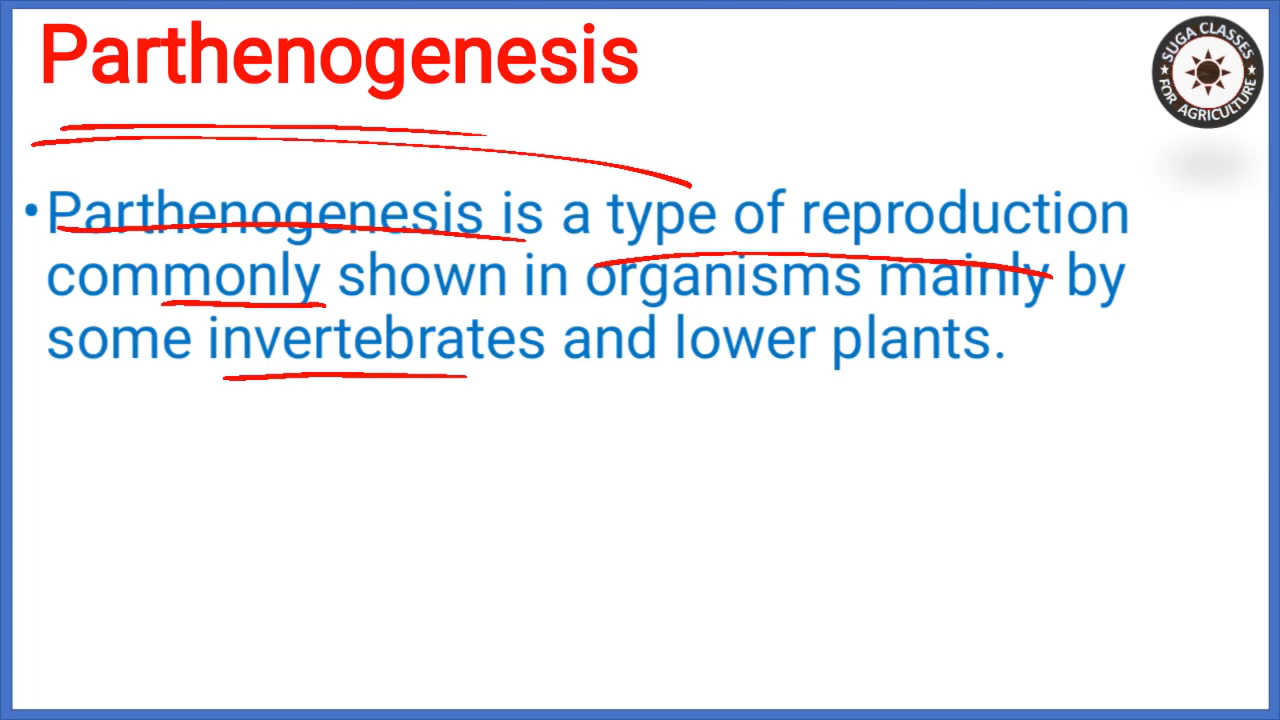 Parthenogenesis
SUGA CLASSES
FOR AGRICULTURE
•Parthenogenesis is a type of reproduction
commonly shown in organisms mainly by
some invertebrates and lower plants.